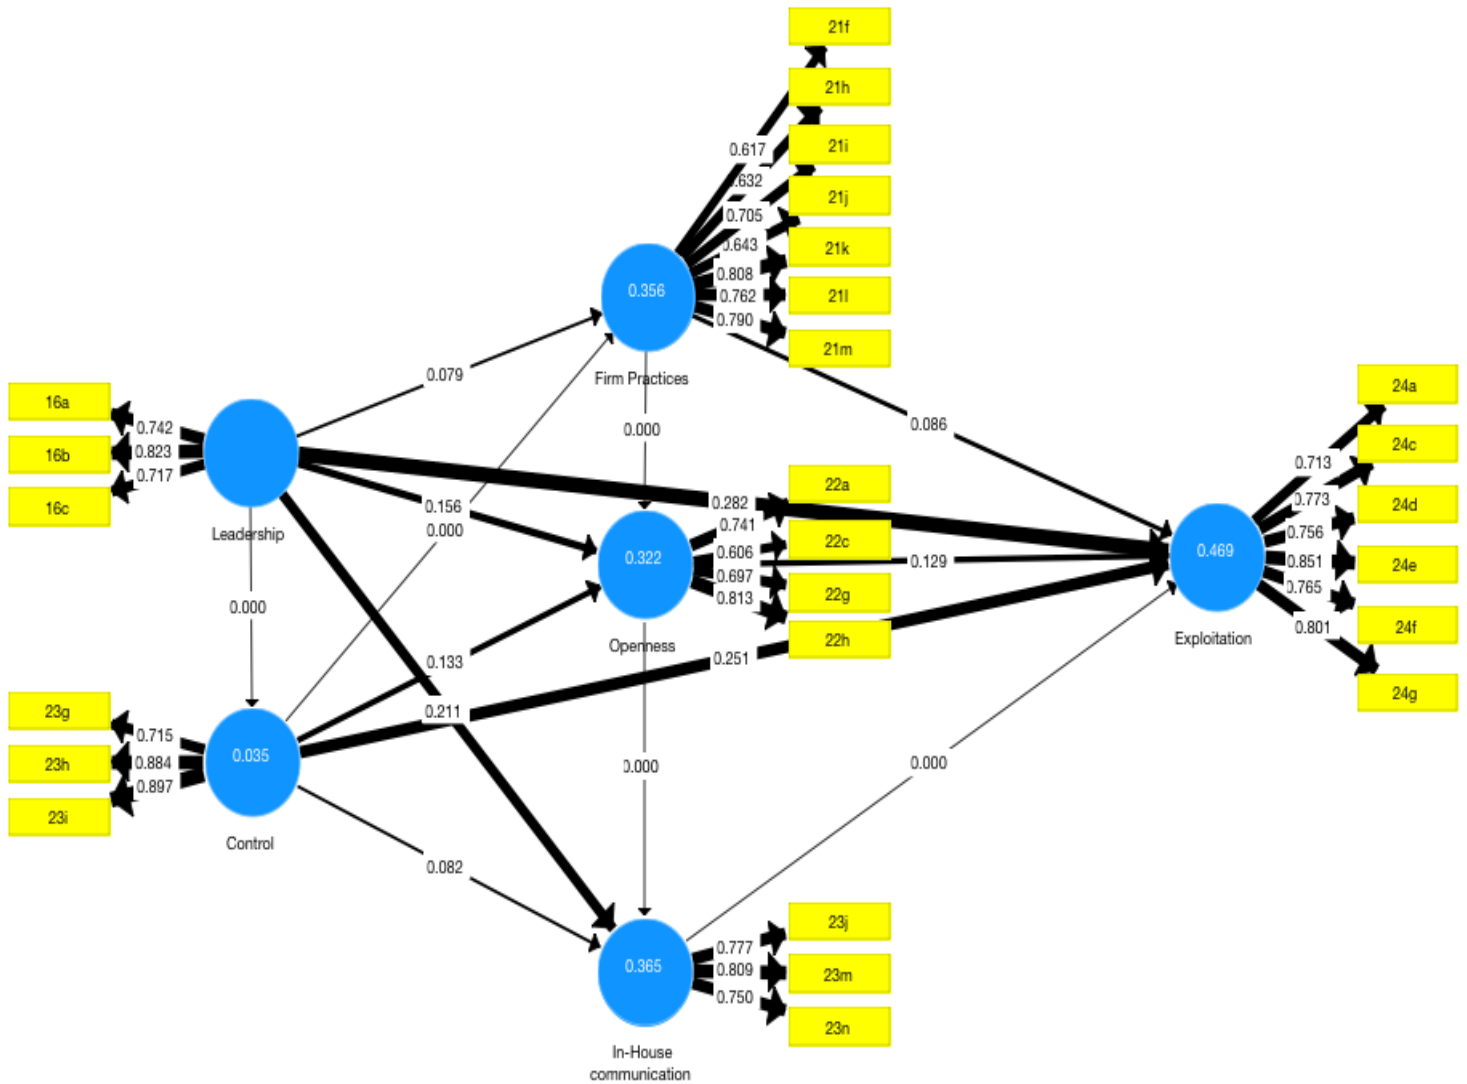 21f
21h
21i
21j
21k
21l
21m
0.617
0.632
0.705
0.643
0.808
0.762
0.790
0.356
Firm Practices
0.079
0.000
0.086
16a
16b
16c
0.742
0.823
0.717
Leadership
0.156
0.000
0.282
0.000
22a
22c
22g
22h
0.741
0.606
0.697
0.813
0.322
Openness
0.129
0.133
0.251
0.211
24a
24c
24d
24e
24f
24g
0.713
0.773
0.756
0.851
0.765
0.801
0.469
Exploitation
23g
23h
23i
0.715
0.884
0.897
0.035
Control
0.000
0.000
0.082
23j
23m
23n
0.777
0.809
0.750
0.365
In-House
communication